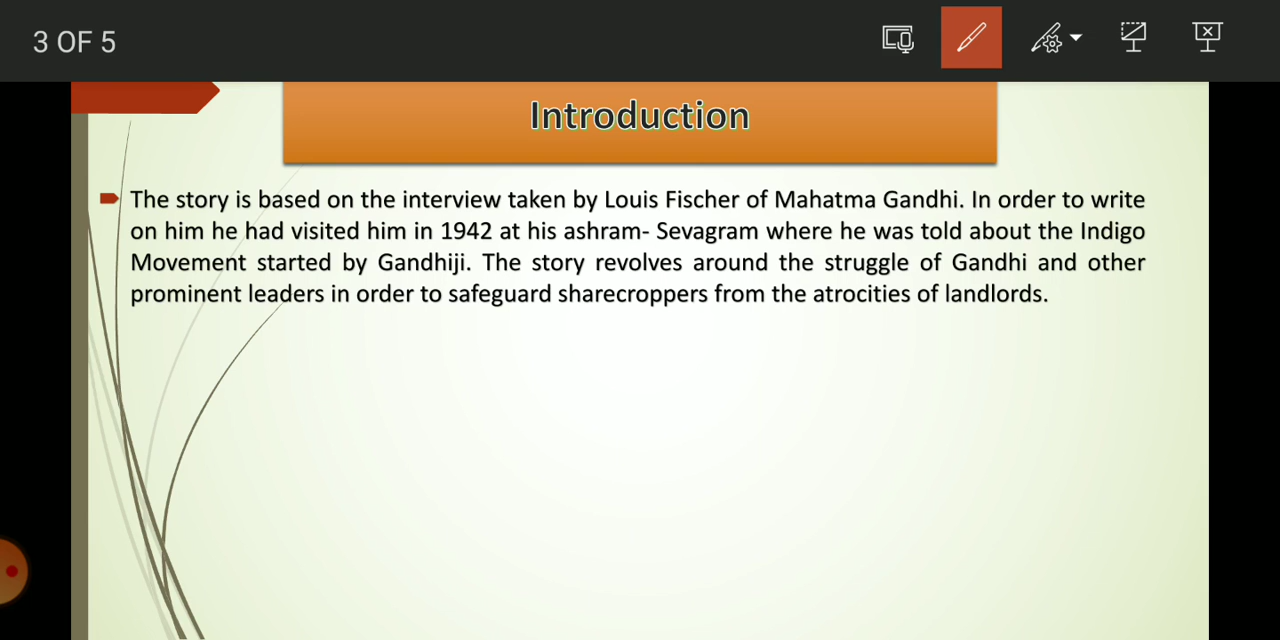 3 OF 5
Introduction
The story is based on the interview taken by Louis Fischer of Mahatma Gandhi. In order to write
on him he had visited him in 1942 at his ashram- Sevagram where he was told about the Indigo
Movement started by Gandhiji. The story revolves around the struggle of Gandhi and other
prominent leaders in order to safeguard sharecroppers from the atrocities of landlords.